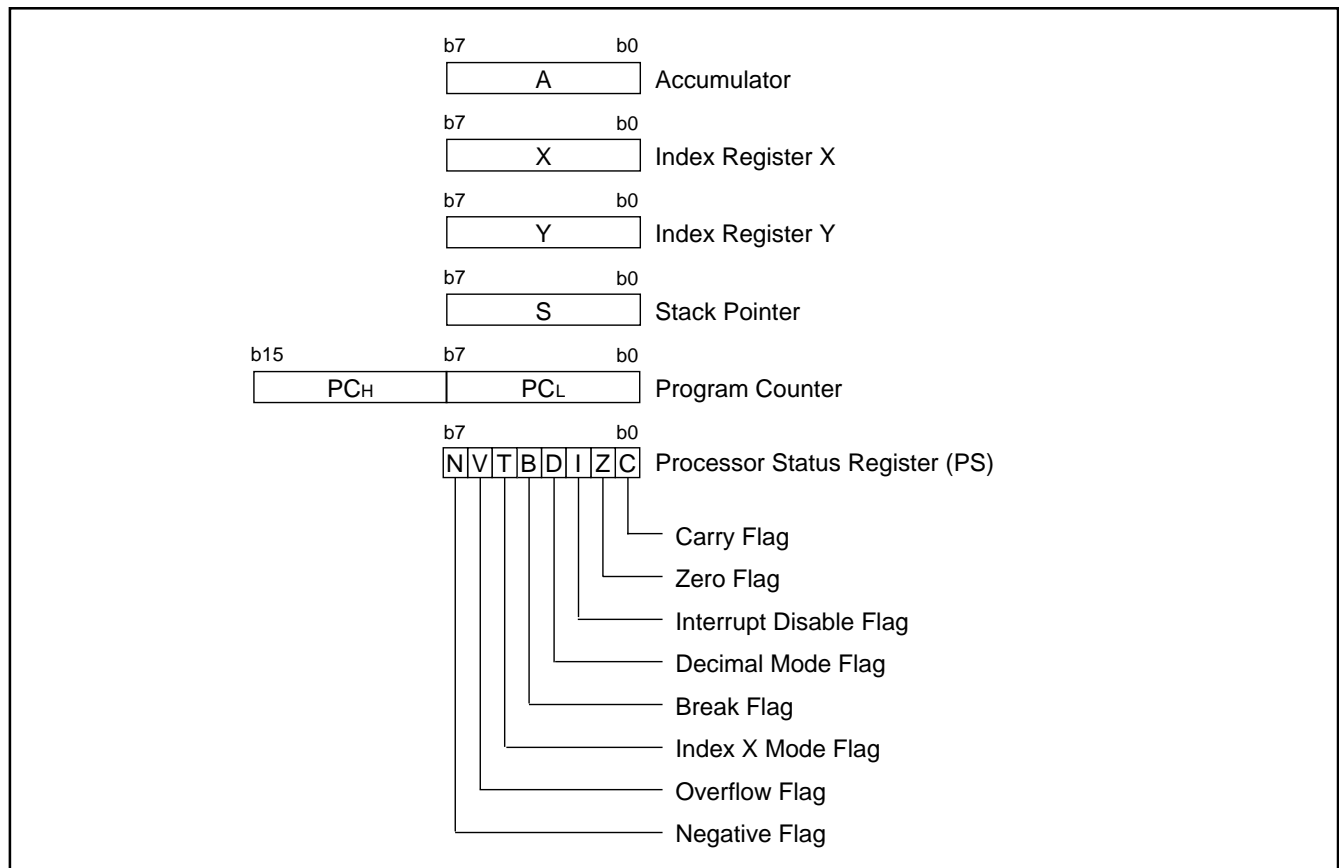 b7 b0
A Accumulator
b7 b0
X Index Register X
b7 b0
Y Index Register Y
b7 b0
S Stack Pointer
b15 b7 b0
PCH PCL Program Counter
b7 b0
N V T B D I Z C Processor Status Register (PS)
Carry Flag
Zero Flag
Interrupt Disable Flag
Decimal Mode Flag
Break Flag
Index X Mode Flag
Overflow Flag
Negative Flag